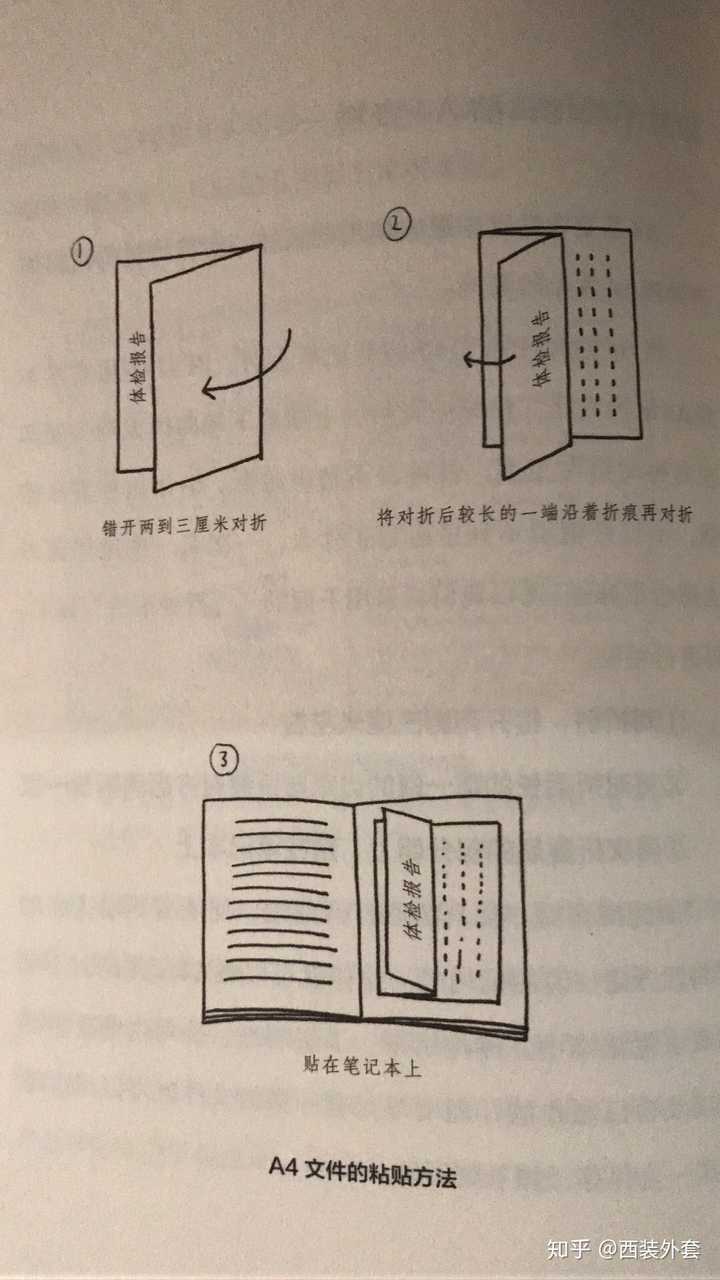 ①
体检报告
错开两到三厘米对折
②
体检报告
将对折后较长的一端沿着折痕再对折
③
体检报告
贴在笔记本上
A4 文件的粘贴方法
知乎 @西装外套